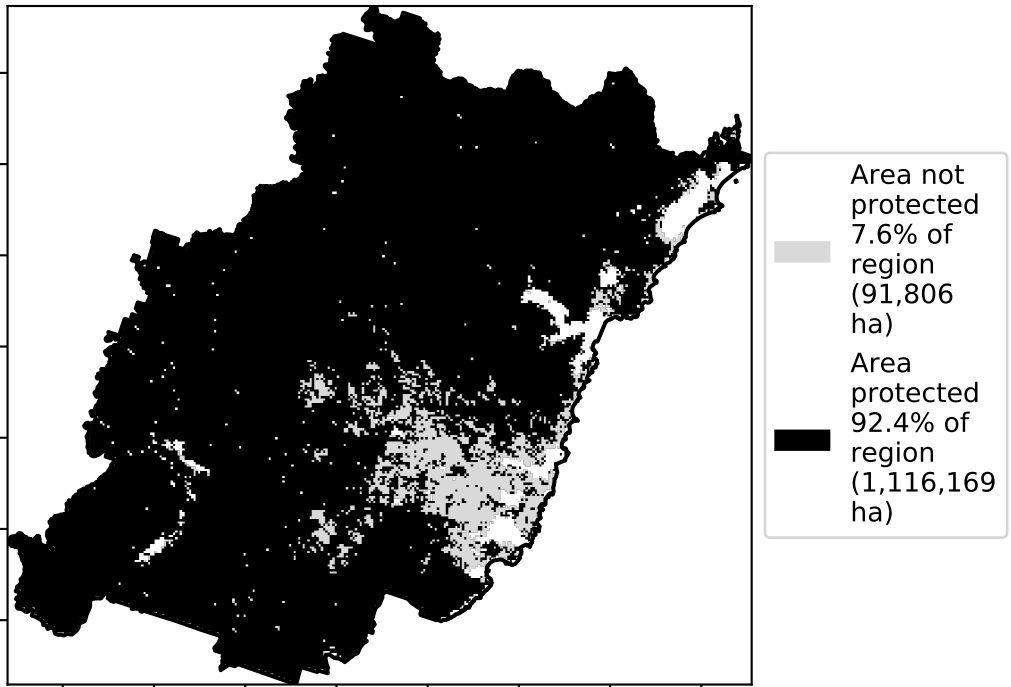 Area not
protected
7.6% of
region
(91,806
ha)
Area
protected
92.4% of
region
(1,116,169
ha)